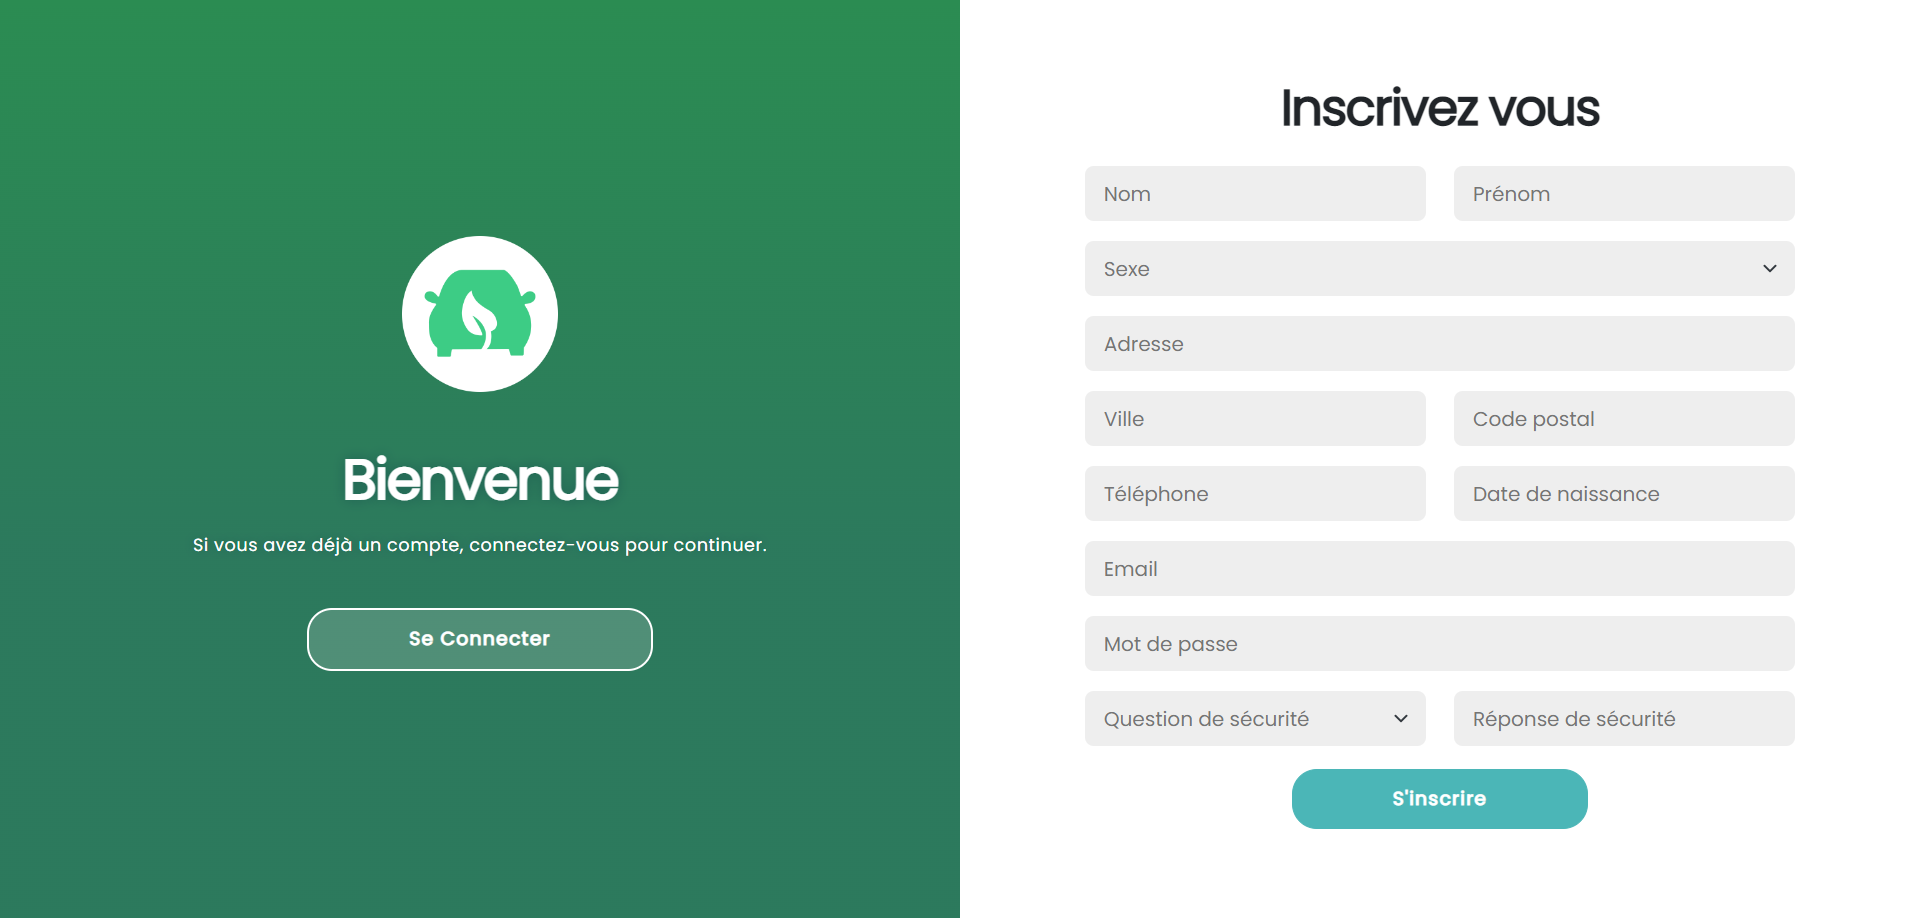 Bienvenue
Si vous avez déjà un compte, connectez-vous pour continuer.
Se Connecter
Inscrivez vous
Nom
Prénom
Sexe
Adresse
Ville
Code postal
Téléphone
Date de naissance
Email
Mot de passe
Question de sécurité
Réponse de sécurité
S'inscrire